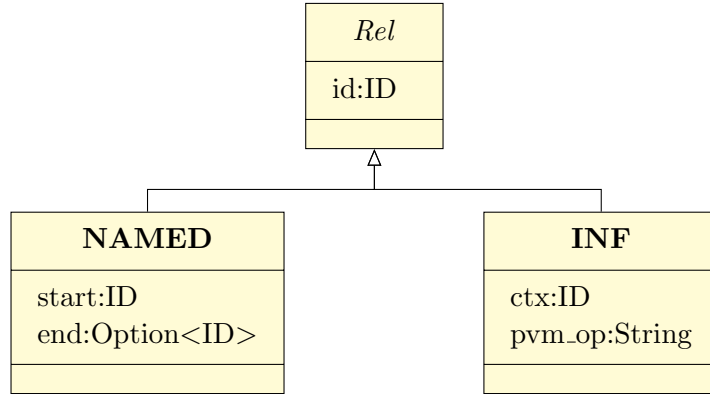 Rel
id:ID
NAMED
start:ID
end:Option<ID>
INF
ctx:ID
pvm_op:String